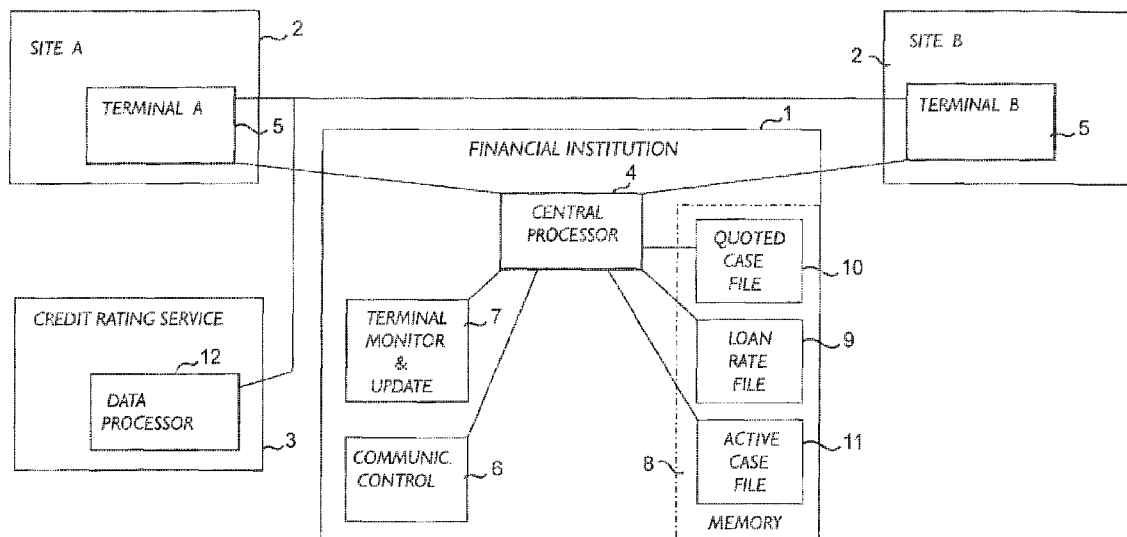 SITE A
2
TERMINAL A
5
2
SITE B
TERMINAL B
5
1
FINANCIAL INSTITUTION
4
CENTRAL
PROCESSOR
QUOTED
CASE
FILE
10
TERMINAL
MONITOR
&
UPDATE
7
LOAN
RATE
FILE
9
CREDIT RATING SERVICE
12
DATA
PROCESSOR
3
COMMUNIC.
CONTROL
6
8
ACTIVE
CASE
FILE
11
MEMORY